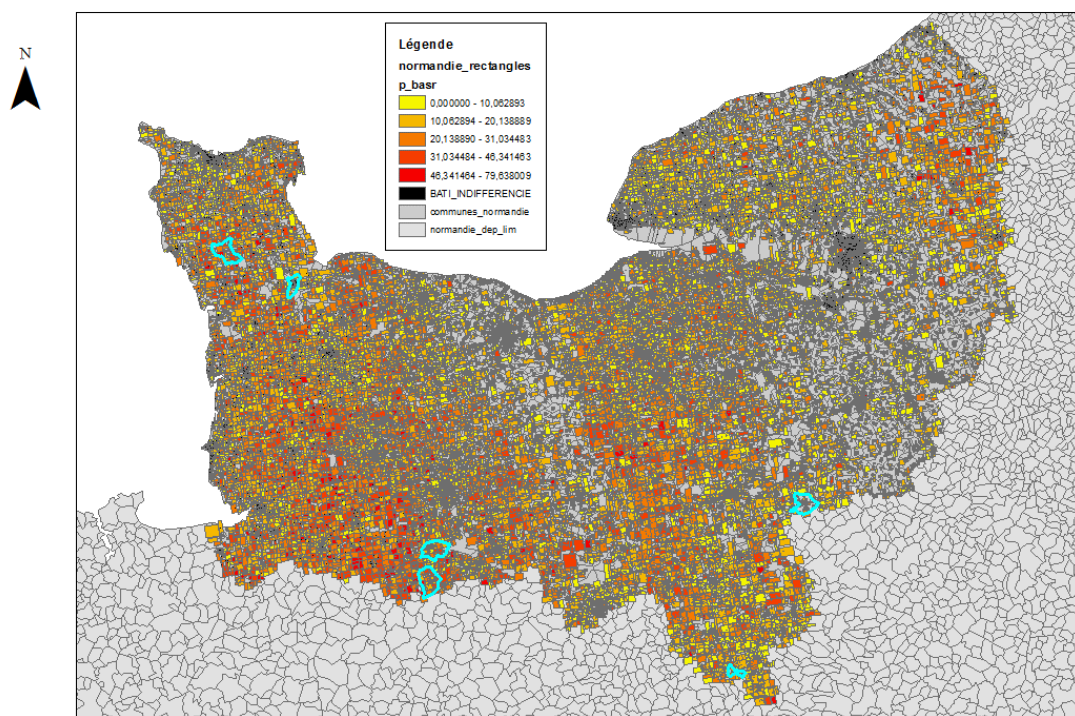 N
Légende
normandie_rectangles
p_basr
0,000000 - 10,062893
10,062894 - 20,138889
20,138890 - 31,034483
31,034484 - 46,341463
46,341464 - 79,638009
BATI_INDIFFERENCIE
communes_normandie
normandie_dep_lim